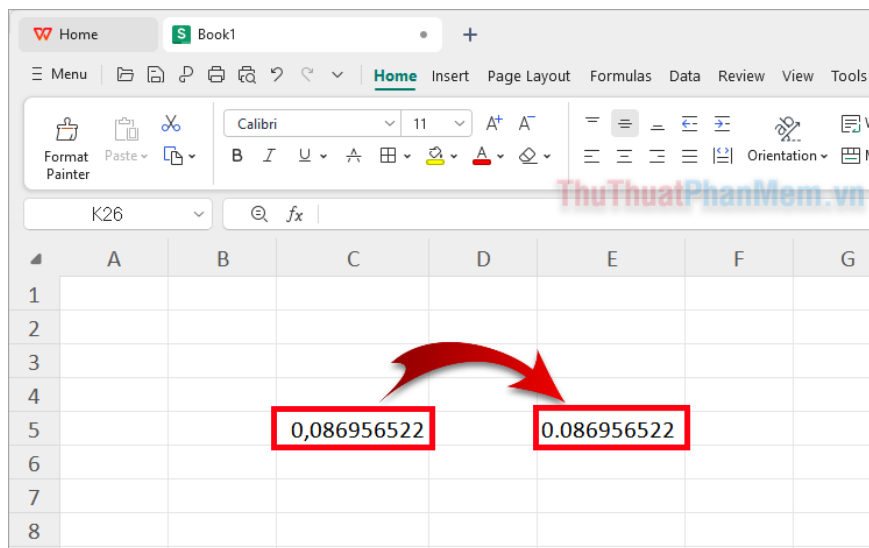 Home
Book1
Menu
Home Insert Page Layout Formulas Data Review View Tools
Calibri 11 A+ A-
Format Painter
Paste
B I U A A
Orientation
ThuThuatPhanMem.vn
K26
fx
A B C D E F G
1
2
3
4
5 0,086956522 0.086956522
6
7
8